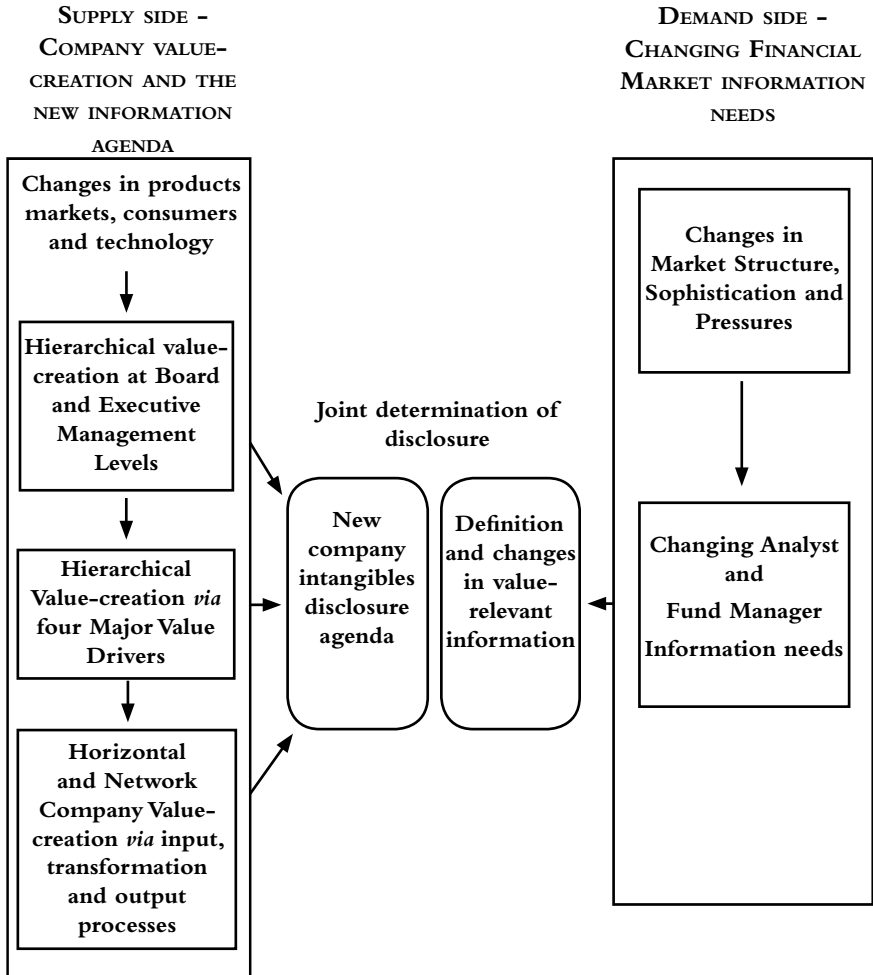 SUPPLY SIDE –
COMPANY VALUE-
CREATION AND THE
NEW INFORMATION
AGENDA
Changes in products
markets, consumers
and technology
Hierarchical value-
creation at Board
and Executive
Management
Levels
Hierarchical
Value-creation via
four Major Value
Drivers
Horizontal
and Network
Company Value-
creation via input,
transformation
and output
processes
Joint determination of
disclosure
New
company
intangibles
disclosure
agenda
Definition
and changes
in value-
relevant
information
DEMAND SIDE –
CHANGING FINANCIAL
MARKET INFORMATION
NEEDS
Changes in
Market Structure,
Sophistication and
Pressures
Changing Analyst
and
Fund Manager
Information needs